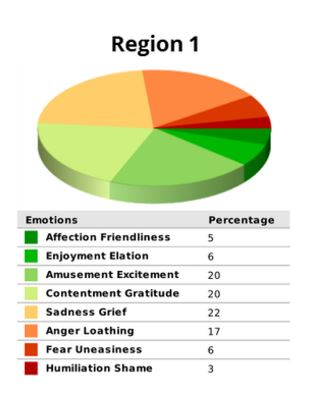 Region 1
Emotions Percentage
Affection Friendliness 5
Enjoyment Elation 6
Amusement Excitement 20
Contentment Gratitude 20
Sadness Grief 22
Anger Loathing 17
Fear Uneasiness 6
Humiliation Shame 3